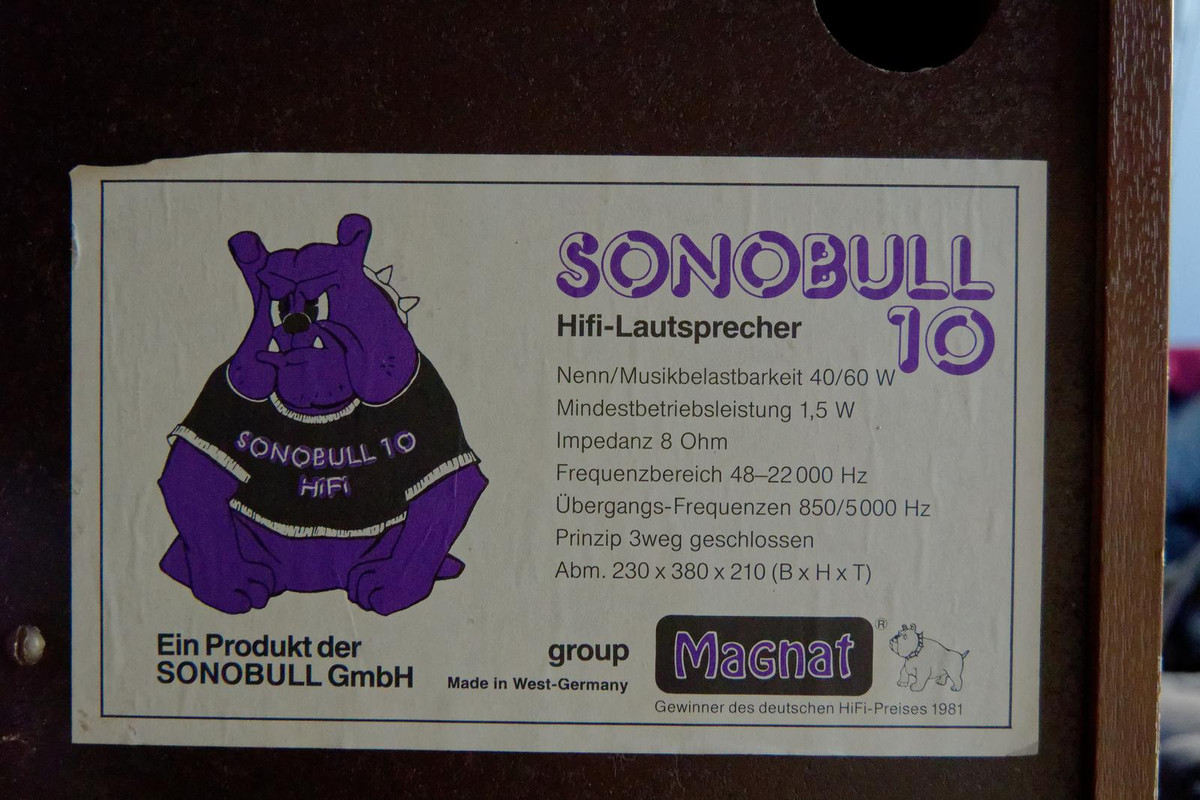 SONOBULL
10
Hifi-Lautsprecher
Nenn/Musikbelastbarkeit 40/60 W
Mindestbetriebsleistung 1,5 W
Impedanz 8 Ohm
Frequenzbereich 48–22 000 Hz
Übergangs-Frequenzen 850/5000 Hz
Prinzip 3weg geschlossen
Abm. 230 x 380 x 210 (B x H x T)
SONOBULL 10
HiFi
Ein Produkt der
SONOBULL GmbH
group
Made in West-Germany
Magnat ®
Gewinner des deutschen HiFi-Preises 1981